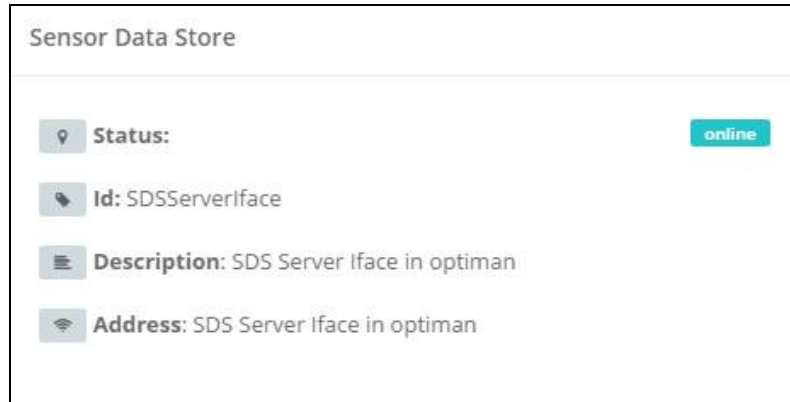 Sensor Data Store
Status: online
Id: SDSServerIface
Description: SDS Server Iface in optiman
Address: SDS Server Iface in optiman